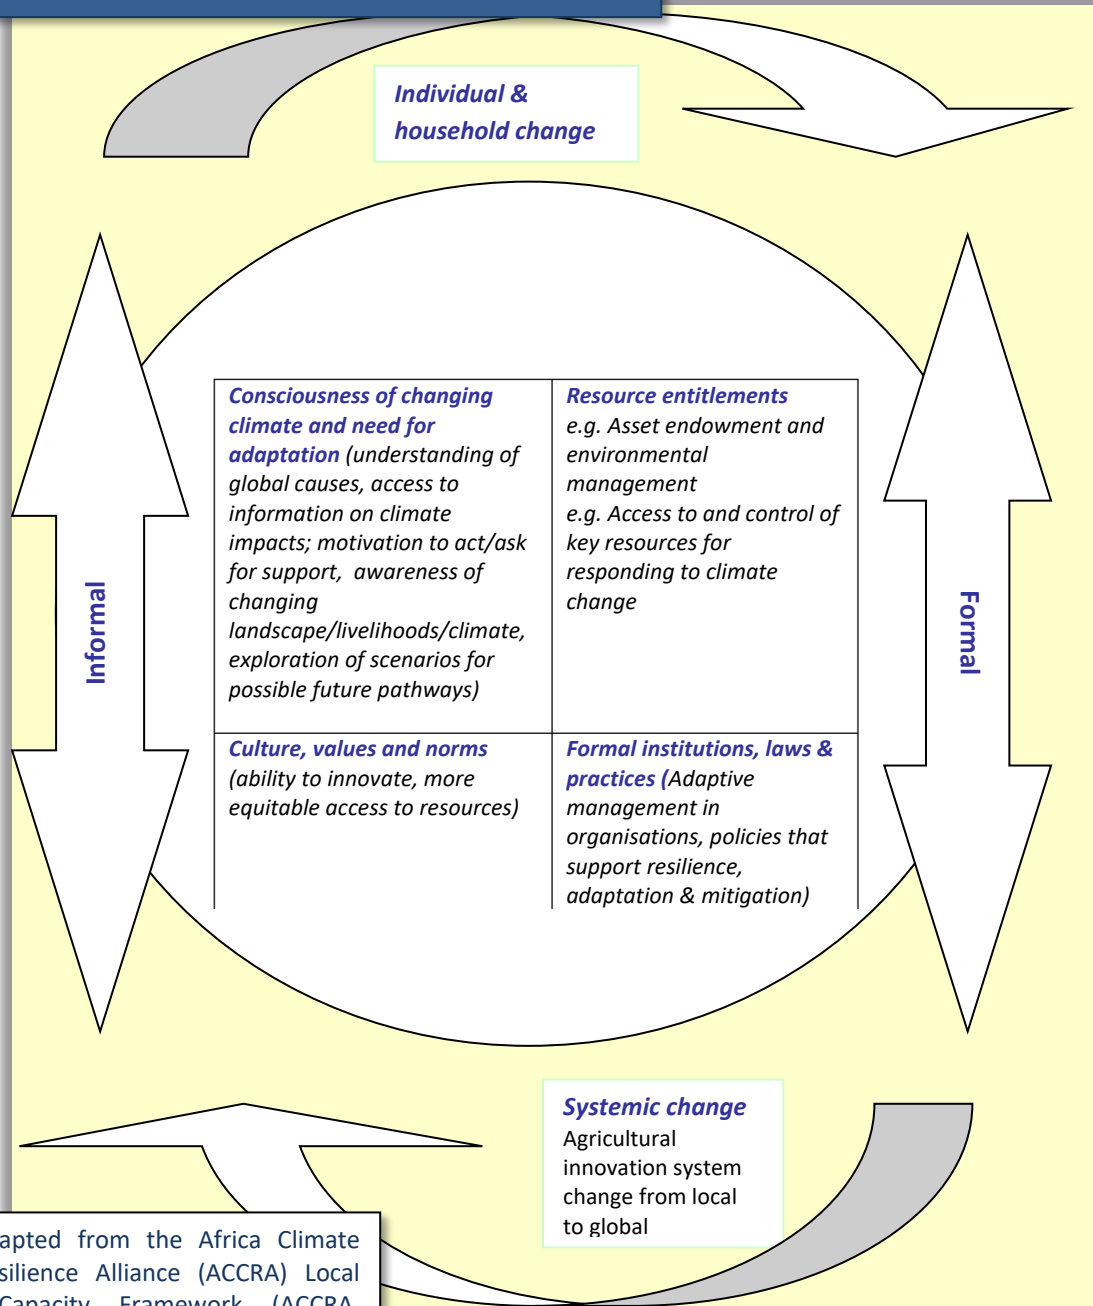 Individual &
household change
Informal
Consciousness of changing
climate and need for
adaptation (understanding of
global causes, access to
information on climate
impacts; motivation to act/ask
for support,  awareness of
changing
landscape/livelihoods/climate,
exploration of scenarios for
possible future pathways)
Resource entitlements
e.g. Asset endowment and
environmental
management
e.g. Access to and control of
key resources for
responding to climate
change
Culture, values and norms
(ability to innovate, more
equitable access to resources)
Formal institutions, laws &
practices (Adaptive
management in
organisations, policies that
support resilience,
adaptation & mitigation)
Formal
Systemic change
Agricultural
innovation system
change from local
to global
apted from the Africa Climate
silience Alliance (ACCRA) Local
Capacity Framework (ACCRA,